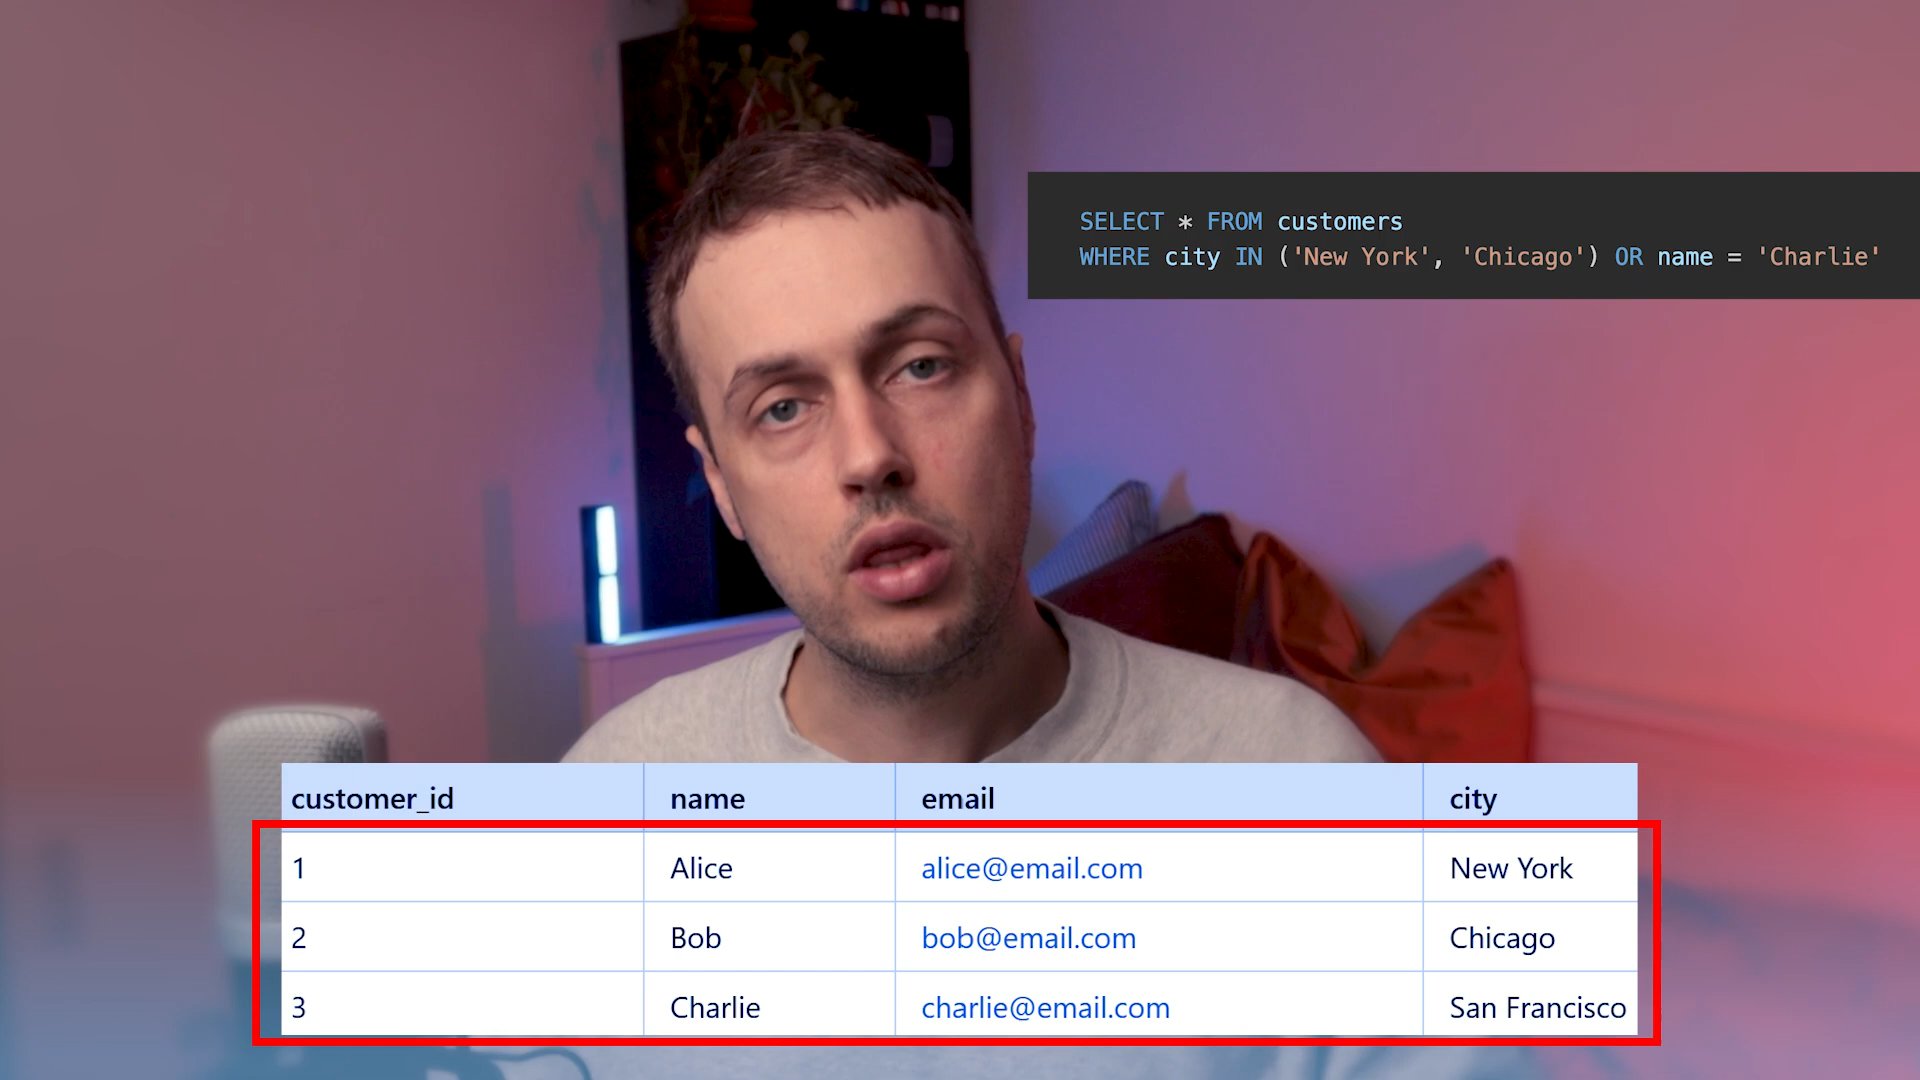 SELECT * FROM customers
WHERE city IN ('New York', 'Chicago') OR name = 'Charlie'
customer_id name email city
1 Alice alice@email.com New York
2 Bob bob@email.com Chicago
3 Charlie charlie@email.com San Francisco